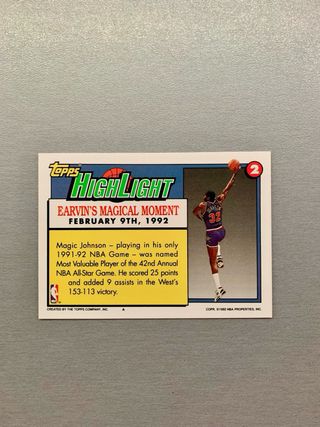 Topps
HIGHLIGHT
2
EARVIN'S MAGICAL MOMENT
FEBRUARY 9TH, 1992
32
Magic Johnson – playing in his only
1991-92 NBA Game – was named
Most Valuable Player of the 42nd Annual
NBA All-Star Game. He scored 25 points
and added 9 assists in the West's
153-113 victory.
CREATED BY THE TOPPS COMPANY, INC. A COPR. ©1992 NBA PROPERTIES, INC.